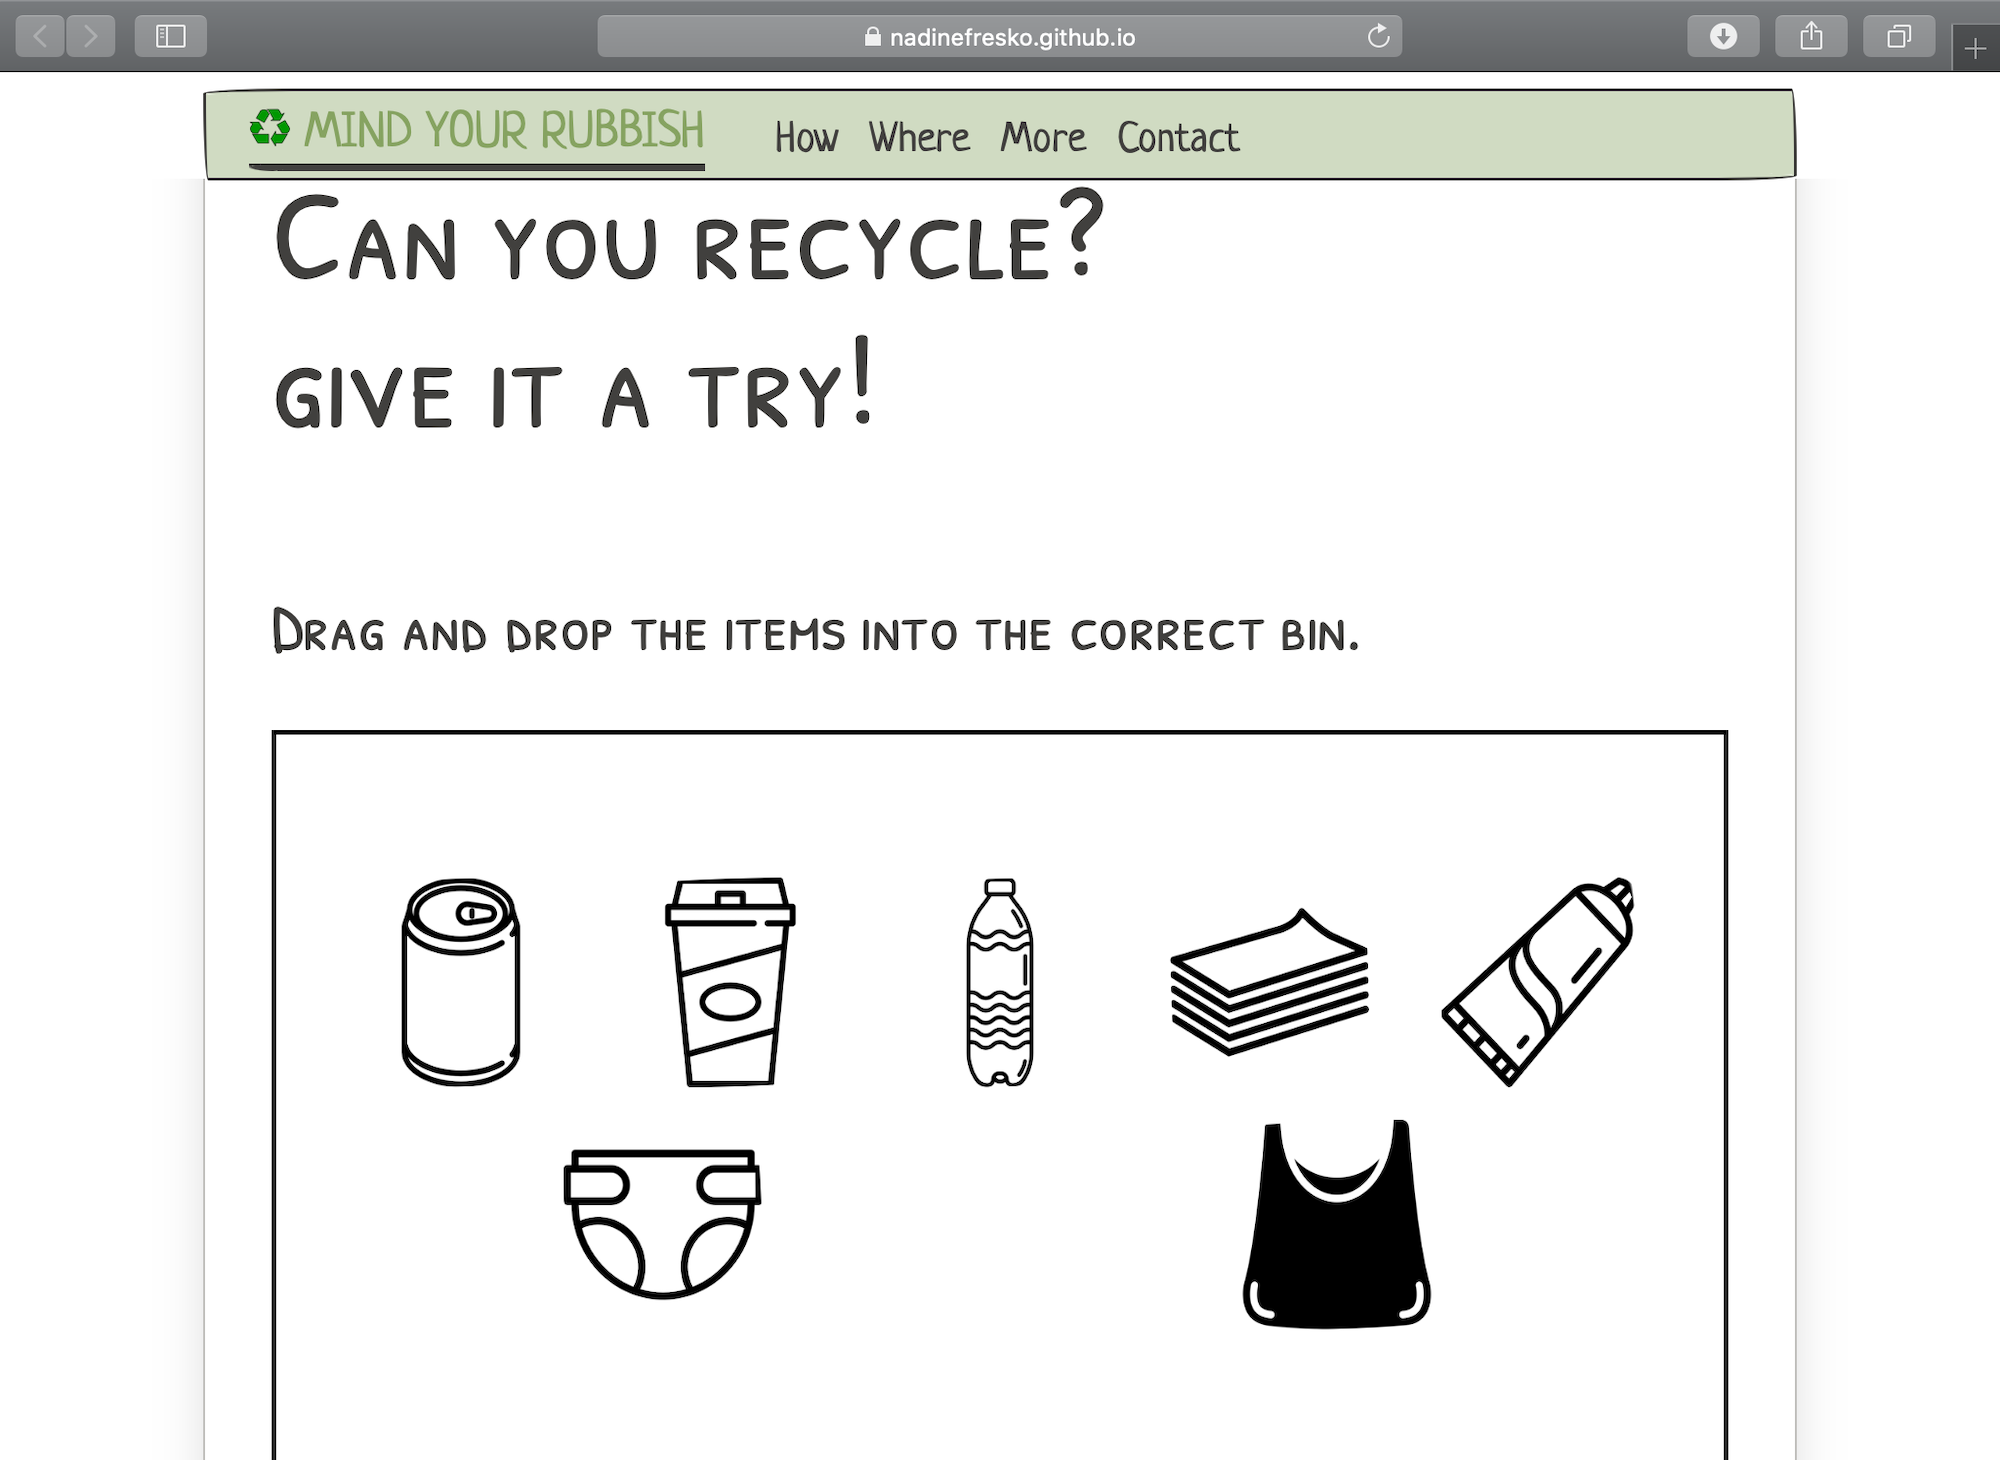 nadinefresko.github.io
MIND YOUR RUBBISH How Where More Contact
Can you recycle?
give it a try!
Drag and drop the items into the correct bin.